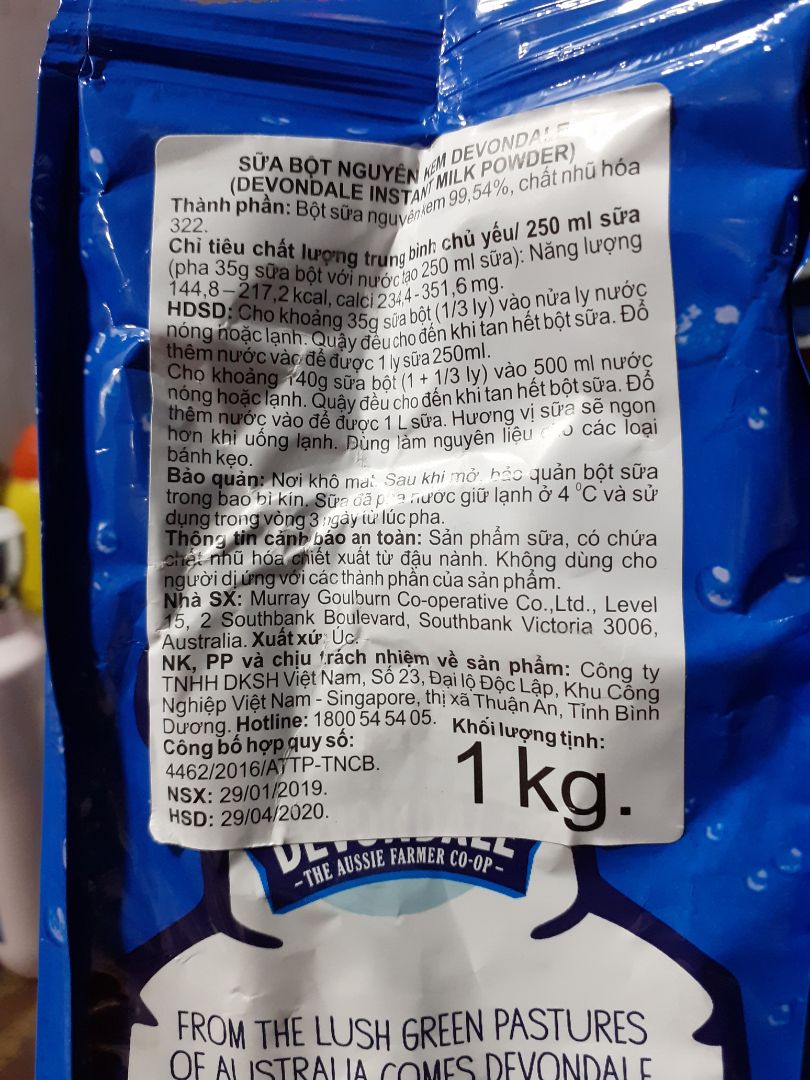 SỮA BỘT NGUYÊN KEM DEVONDALE
(DEVONDALE INSTANT MILK POWDER)
Thành phần: Bột sữa nguyên kem 99,54%, chất nhũ hóa
322.
Chỉ tiêu chất lượng trung bình chủ yếu/ 250 ml sữa
(pha 35g sữa bột với nước tạo 250 ml sữa): Năng lượng
144,8 – 217,2 kcal, calci 234,4 - 351,6 mg.
HDSD: Cho khoảng 35g sữa bột (1/3 ly) vào nửa ly nước
nóng hoặc lạnh. Quậy đều cho đến khi tan hết bột sữa. Đổ
thêm nước vào để được 1 ly sữa 250ml.
Cho khoảng 140g sữa bột (1 + 1/3 ly) vào 500 ml nước
nóng hoặc lạnh. Quậy đều cho đến khi tan hết bột sữa. Đổ
thêm nước vào để được 1 L sữa. Hương vị sữa sẽ ngon
hơn khi uống lạnh. Dùng làm nguyên liệu các loại
bánh kẹo.
Bảo quản: Nơi khô mát. Sau khi mở, bảo quản bột sữa
trong bao bì kín. Sữa đã pha nước giữ lạnh ở 4 °C và sử
dụng trong vòng 3 ngày từ lúc pha.
Thông tin cảnh báo an toàn: Sản phẩm sữa, có chứa
chất nhũ hóa chiết xuất từ đậu nành. Không dùng cho
người dị ứng với các thành phần của sản phẩm.
Nhà SX: Murray Goulburn Co-operative Co.,Ltd., Level
15, 2 Southbank Boulevard, Southbank Victoria 3006,
Australia. Xuất xứ: Úc.
NK, PP và chịu trách nhiệm về sản phẩm: Công ty
TNHH DKSH Việt Nam, Số 23, Đại lộ Độc Lập, Khu Công
Nghiệp Việt Nam - Singapore, thị xã Thuận An, Tỉnh Bình
Dương. Hotline: 1800 54 54 05. Khối lượng tịnh:
Công bố hợp quy số:
4462/2016/ATTP-TNCB.
1 kg.
NSX: 29/01/2019.
HSD: 29/04/2020.
DEVONDALE
-THE AUSSIE FARMER CO-OP-
FROM THE LUSH GREEN PASTURES
OF AUSTRALIA COMES DEVONDALE